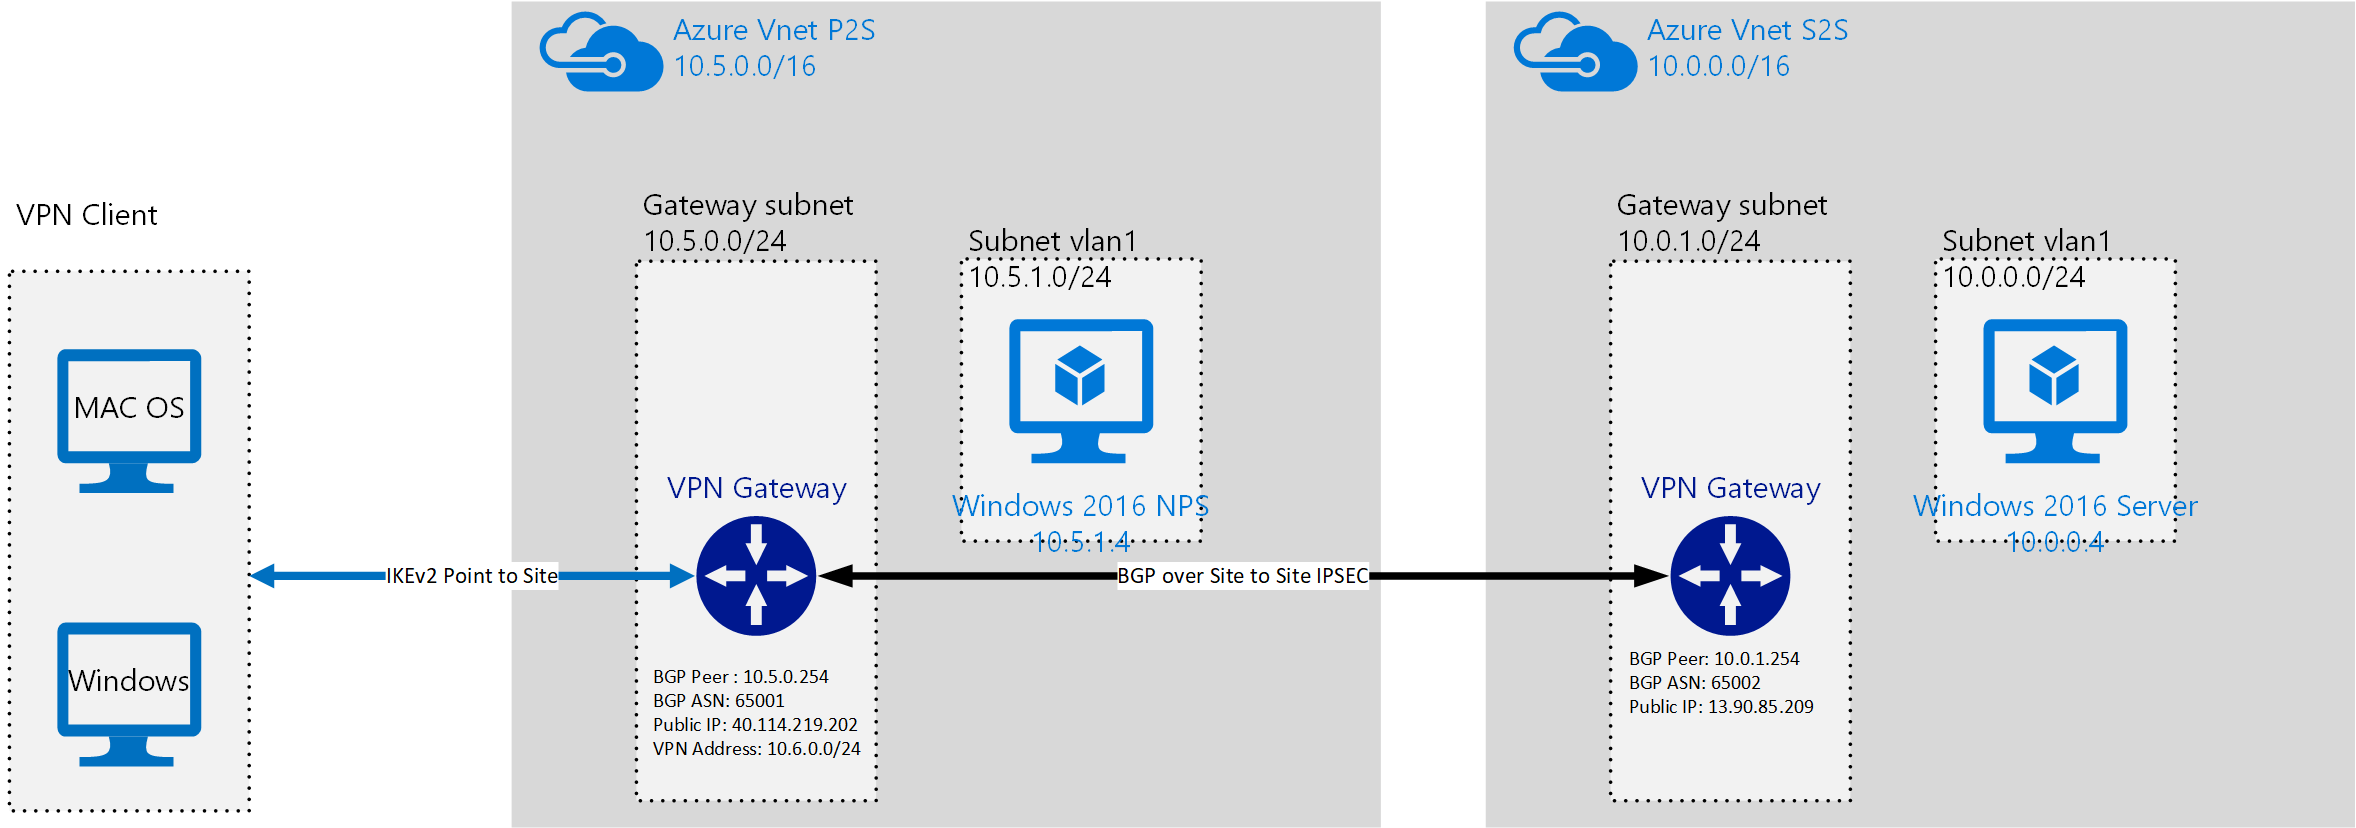 Azure Vnet P2S
10.5.0.0/16
Azure Vnet S2S
10.0.0.0/16
VPN Client
MAC OS
Windows
IKEv2 Point to Site
Gateway subnet
10.5.0.0/24
VPN Gateway
BGP Peer : 10.5.0.254
BGP ASN: 65001
Public IP: 40.114.219.202
VPN Address: 10.6.0.0/24
Subnet vlan1
10.5.1.0/24
Windows 2016 NPS
10.5.1.4
BGP over Site to Site IPSEC
Gateway subnet
10.0.1.0/24
VPN Gateway
BGP Peer: 10.0.1.254
BGP ASN: 65002
Public IP: 13.90.85.209
Subnet vlan1
10.0.0.0/24
Windows 2016 Server
10.0.0.4